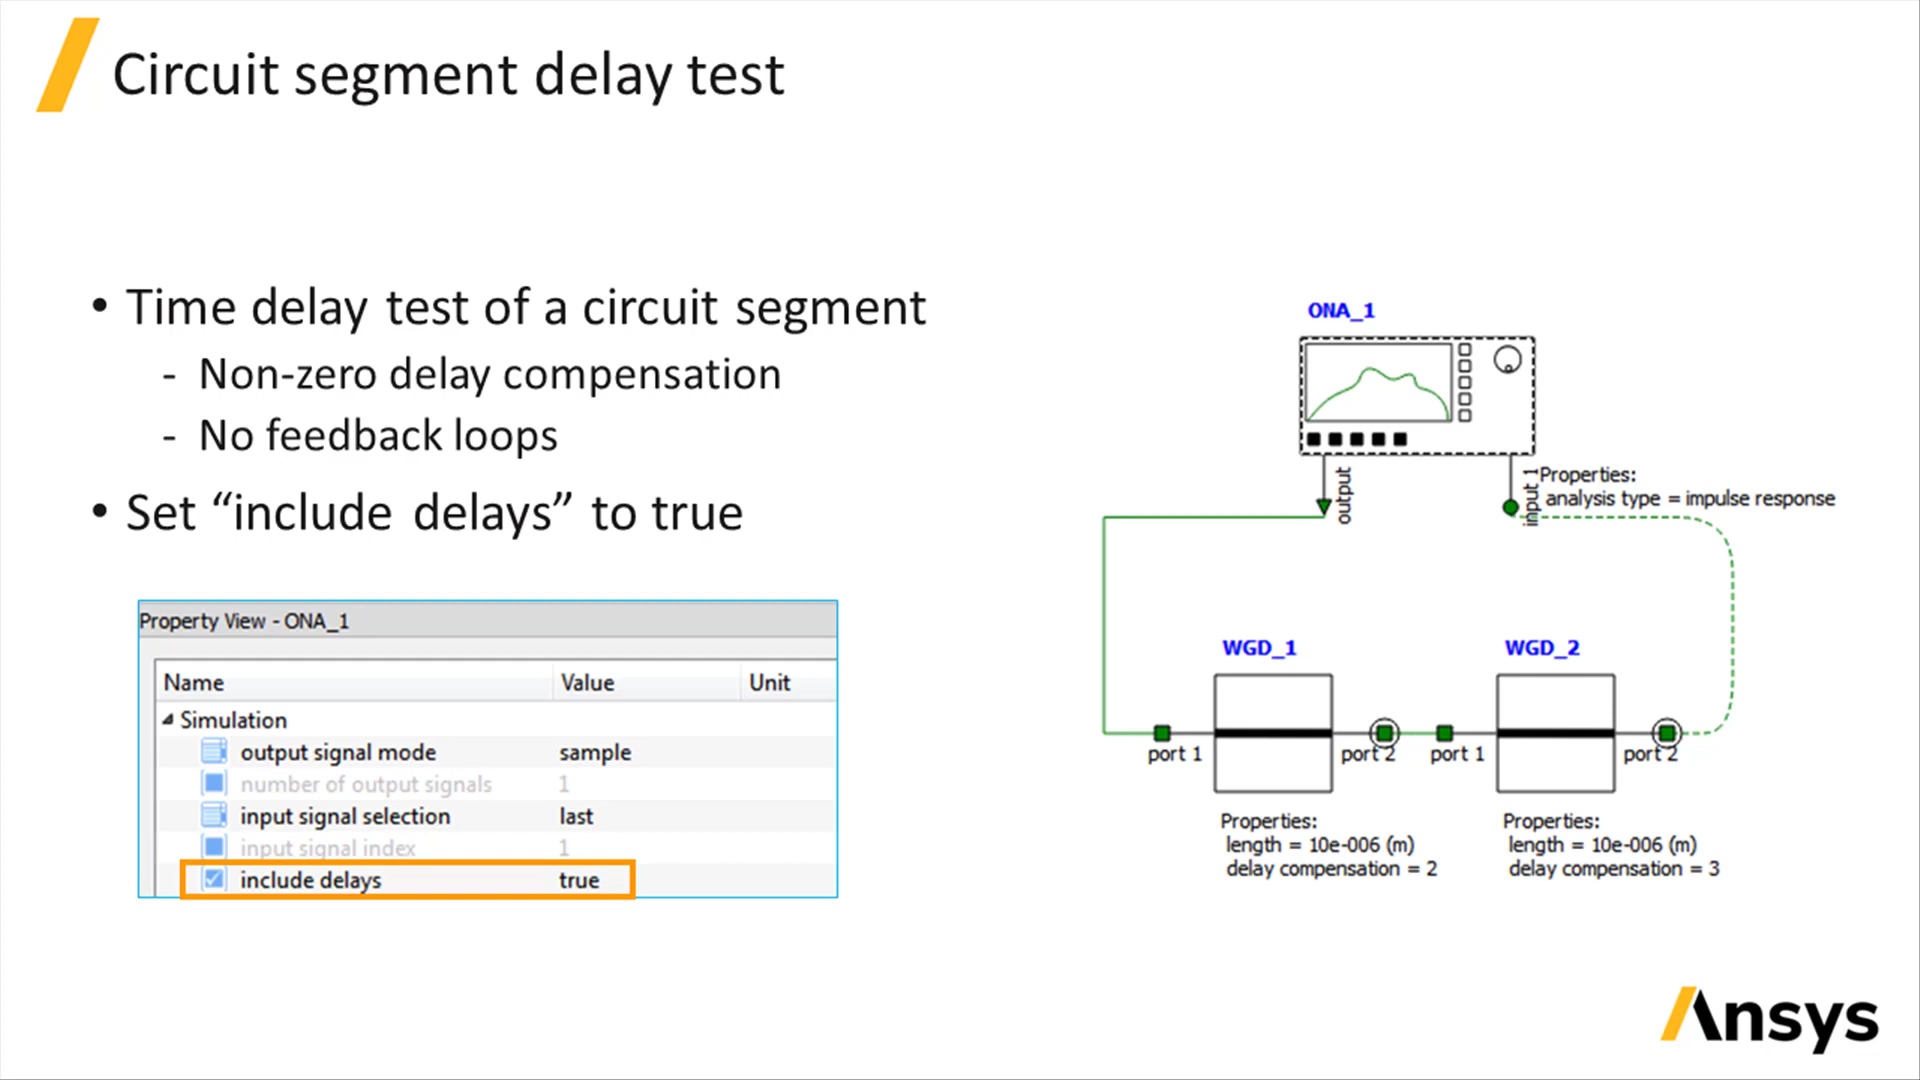 Circuit segment delay test
• Time delay test of a circuit segment
- Non-zero delay compensation
- No feedback loops
• Set “include delays” to true
Property View - ONA_1
Name Value Unit
Simulation
output signal mode sample
number of output signals 1
input signal selection last
input signal index 1
include delays true
ONA_1
output
input 1
Properties:
analysis type = impulse response
WGD_1
port 1
port 2
Properties:
length = 10e-006 (m)
delay compensation = 2
WGD_2
port 1
port 2
Properties:
length = 10e-006 (m)
delay compensation = 3
Ansys